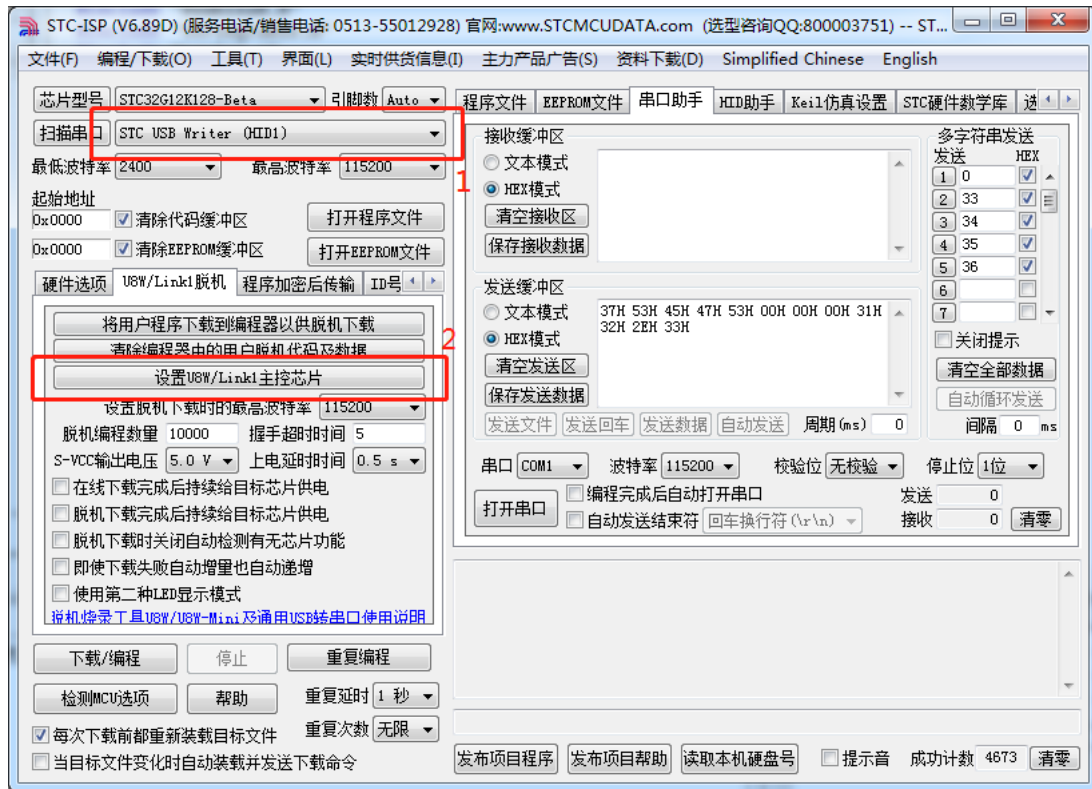 STC-ISP (V6.89D) (服务电话/销售电话: 0513-55012928) 官网:www.STCMCUDATA.com (选型咨询QQ:800003751) -- ST...
文件(F) 编程/下载(O) 工具(T) 界面(L) 实时供货信息(I) 主力产品广告(S) 资料下载(D) Simplified Chinese English
芯片型号 STC32G12K128-Beta 引脚数 Auto
扫描串口 STC USB Writer (HID1)
1
最低波特率 2400 最高波特率 115200
起始地址
0x0000 清除代码缓冲区 打开程序文件
0x0000 清除EEPROM缓冲区 打开EEPROM文件
硬件选项 U8W/Link1脱机 程序加密后传输 ID号
将用户程序下载到编程器以供脱机下载
清除编程器中的用户脱机代码及数据
2
设置U8W/Link1主控芯片
设置脱机下载时的最高波特率 115200
脱机编程数量 10000 握手超时时间 5
S-VCC输出电压 5.0 V 上电延时时间 0.5 s
在线下载完成后持续给目标芯片供电
脱机下载完成后持续给目标芯片供电
脱机下载时关闭自动检测有无芯片功能
即使下载失败自动增量也自动递增
使用第二种LED显示模式
脱机烧录工具U8W/U8W-Mini及通用USB转串口使用说明
下载/编程 停止 重复编程
检测MCU选项 帮助 重复延时 1 秒
每次下载前都重新装载目标文件 重复次数 无限
当目标文件变化时自动装载并发送下载命令
程序文件 EEPROM文件 串口助手 HID助手 Keil仿真设置 STC硬件数学库 选
接收缓冲区
文本模式
HEX模式
清空接收区
保存接收数据
多字符串发送
发送 HEX
1 0
2 33
3 34
4 35
5 36
6
7
关闭提示
清空全部数据
自动循环发送
间隔 0 ms
发送缓冲区
文本模式 37H 53H 45H 47H 53H 00H 00H 00H 31H
HEX模式 32H 2EH 33H
清空发送区
保存发送数据
发送文件 发送回车 发送数据 自动发送 周期(ms) 0
串口 COM1 波特率 115200 校验位 无校验 停止位 1位
打开串口 编程完成后自动打开串口 发送 0
自动发送结束符 回车换行符(\r\n) 接收 0 清零
发布项目程序 发布项目帮助 读取本机硬盘号 提示音 成功计数 4673 清零